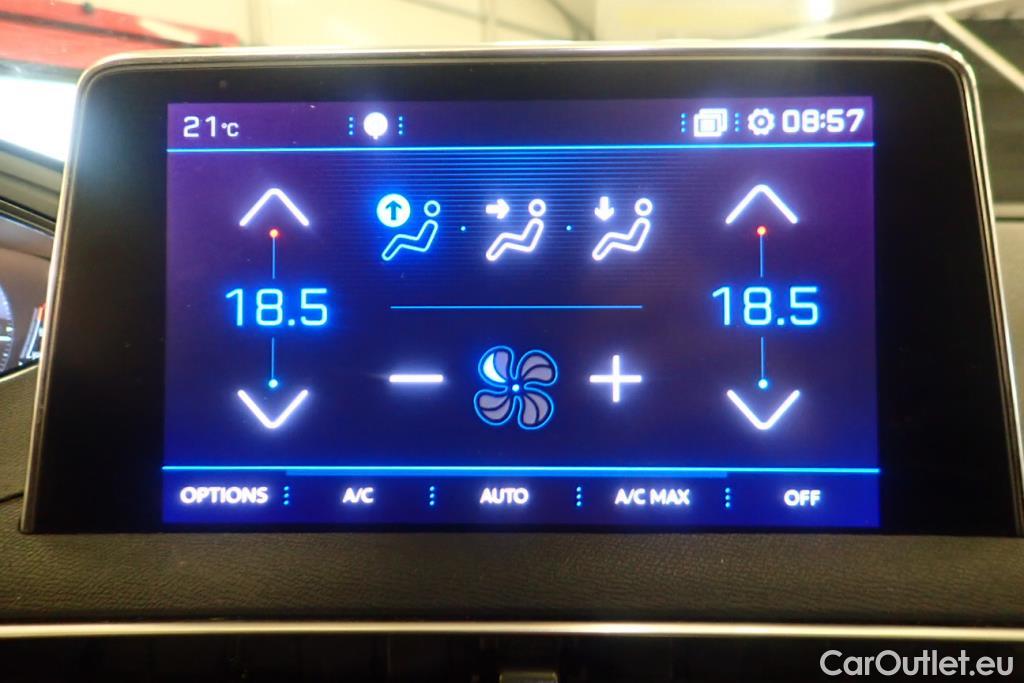 21°C 08:57
18.5 18.5
OPTIONS A/C AUTO A/C MAX OFF
CarOutlet.eu